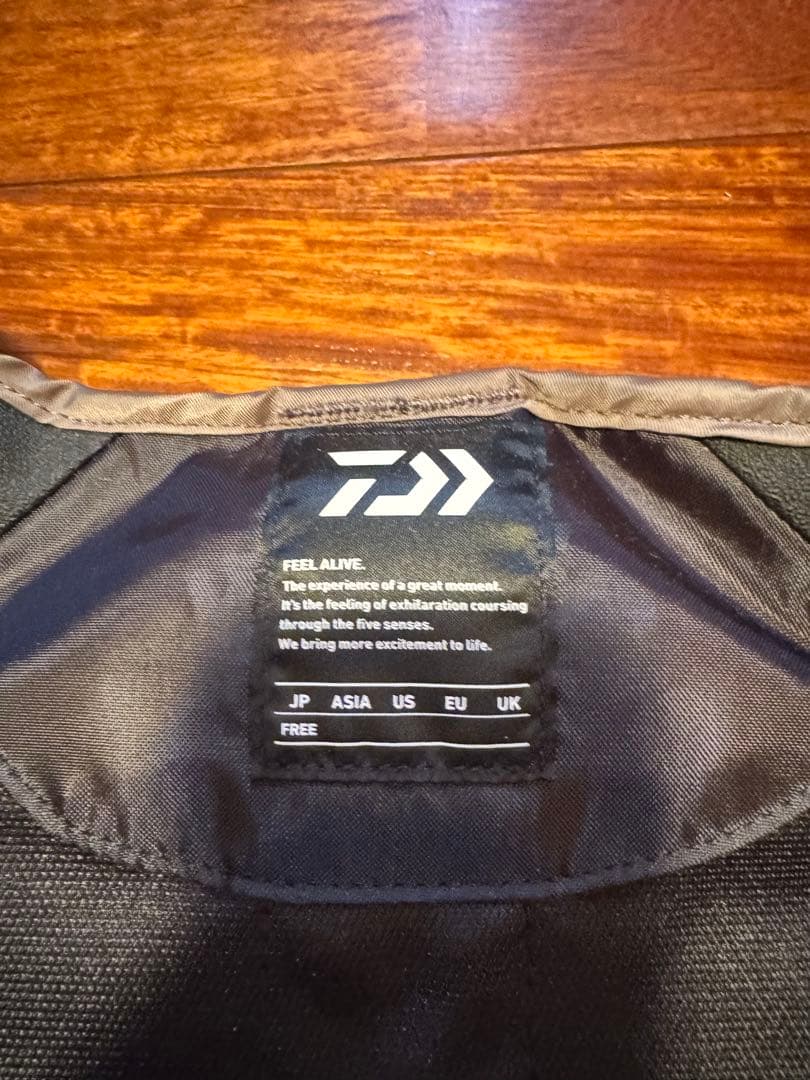 FEEL ALIVE.
The experience of a great moment.
It's the feeling of exhilaration coursing
through the five senses.
We bring more excitement to life.
JP ASIA US EU UK
FREE